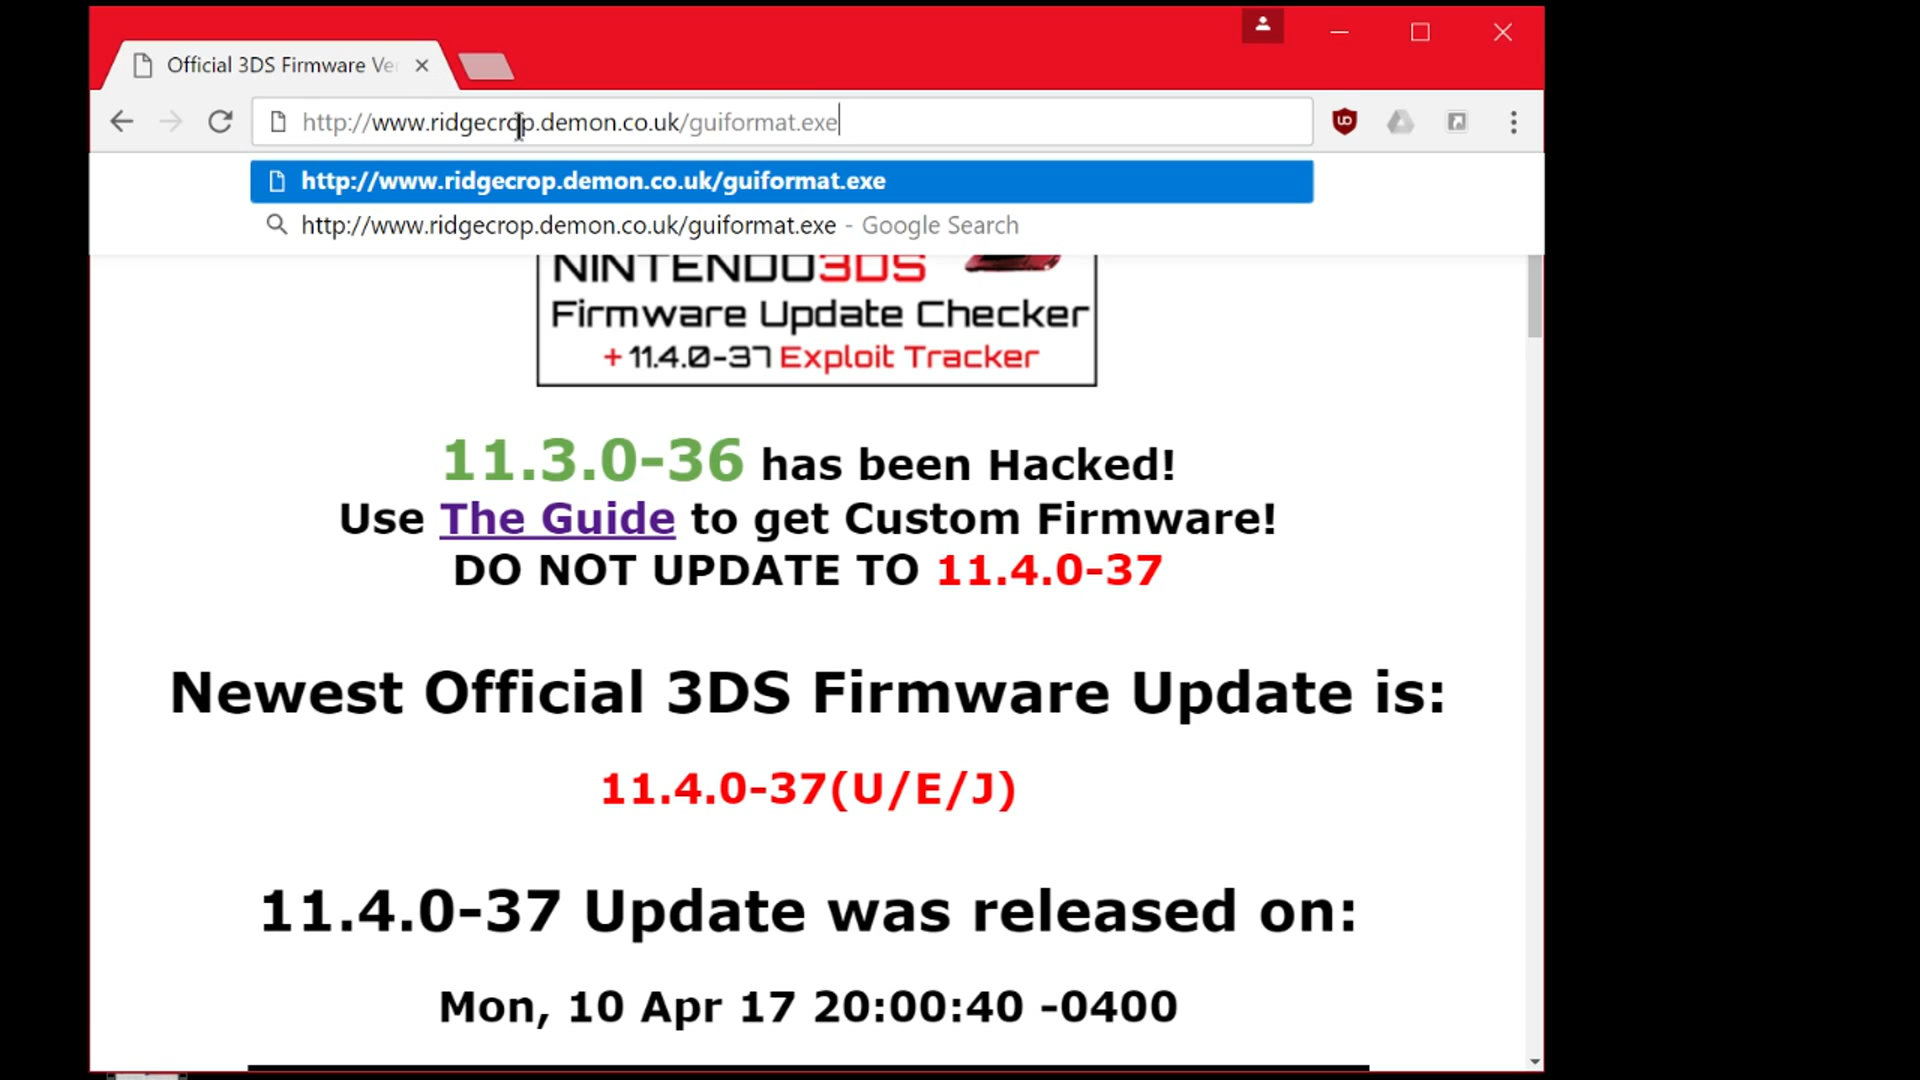 Official 3DS Firmware Ve
http://www.ridgecrop.demon.co.uk/guiformat.exe
http://www.ridgecrop.demon.co.uk/guiformat.exe
http://www.ridgecrop.demon.co.uk/guiformat.exe - Google Search
NINTENDO3DS
Firmware Update Checker
+ 11.4.0-37 Exploit Tracker
11.3.0-36 has been Hacked!
Use The Guide to get Custom Firmware!
DO NOT UPDATE TO 11.4.0-37
Newest Official 3DS Firmware Update is:
11.4.0-37(U/E/J)
11.4.0-37 Update was released on:
Mon, 10 Apr 17 20:00:40 -0400